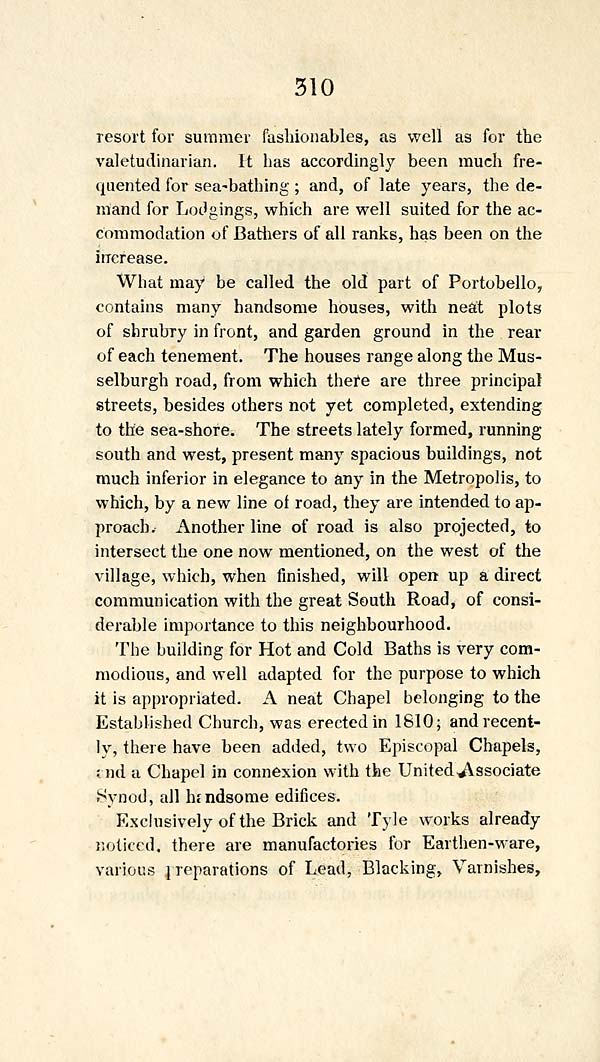 310
resort for summer fashionables, as well as for the
valetudinarian. It has accordingly been much fre-
quented for sea-bathing; and, of late years, the de-
mand for Lodgings, which are well suited for the ac-
commodation of Bathers of all ranks, has been on the
increase.
What may be called the old part of Portobello,
contains many handsome houses, with neat plots
of shrubry in front, and garden ground in the rear
of each tenement. The houses range along the Mus-
selburgh road, from which there are three principal
streets, besides others not yet completed, extending
to the sea-shore. The streets lately formed, running
south and west, present many spacious buildings, not
much inferior in elegance to any in the Metropolis, to
which, by a new line of road, they are intended to ap-
proach. Another line of road is also projected, to
intersect the one now mentioned, on the west of the
village, which, when finished, will open up a direct
communication with the great South Road, of consi-
derable importance to this neighbourhood.
The building for Hot and Cold Baths is very com-
modious, and well adapted for the purpose to which
it is appropriated. A neat Chapel belonging to the
Established Church, was erected in 1810; and recent-
ly, there have been added, two Episcopal Chapels,
and a Chapel in connexion with the United Associate
Synod, all handsome edifices.
Exclusively of the Brick and Tyle works already
noticed, there are manufactories for Earthen-ware,
various preparations of Lead, Blacking, Varnishes,